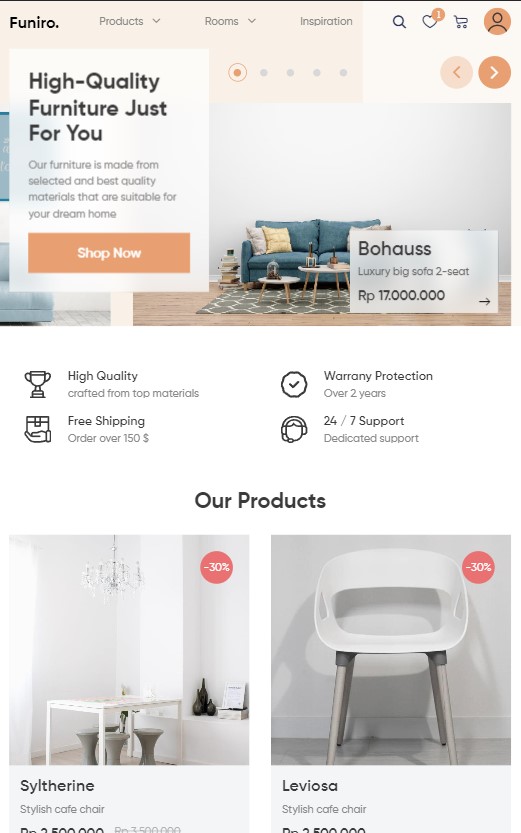 Funiro.
Products
Rooms
Inspiration
1
High-Quality
Furniture Just
For You
Our furniture is made from
selected and best quality
materials that are suitable for
your dream home
Shop Now
Bohauss
Luxury big sofa 2-seat
Rp 17.000.000
High Quality
crafted from top materials
Warrany Protection
Over 2 years
Free Shipping
Order over 150 $
24 / 7 Support
Dedicated support
Our Products
-30%
-30%
Syltherine
Stylish cafe chair
Rp 2.500.000 Rp 3.500.000
Leviosa
Stylish cafe chair
Rp 2.500.000